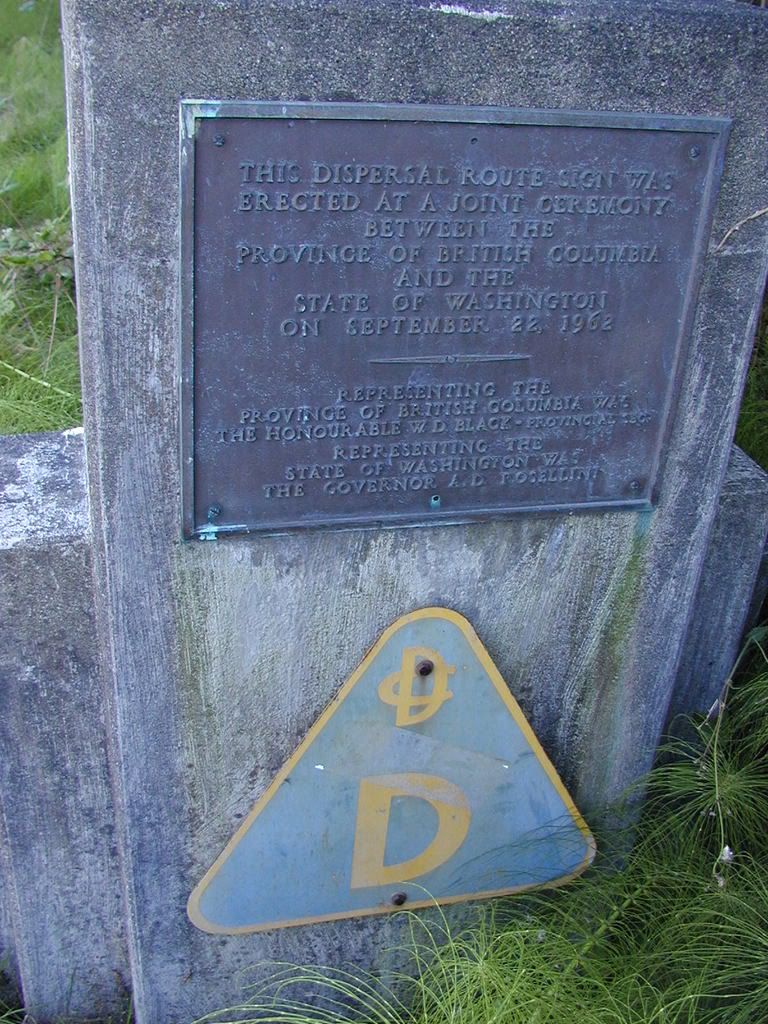 THIS DISPERSAL ROUTE SIGN WAS
ERECTED AT A JOINT CEREMONY
BETWEEN THE
PROVINCE OF BRITISH COLUMBIA
AND THE
STATE OF WASHINGTON
ON SEPTEMBER 22, 1962
REPRESENTING THE
PROVINCE OF BRITISH COLUMBIA WAS
THE HONOURABLE W.D. BLACK - PROVINCIAL SECY
REPRESENTING THE
STATE OF WASHINGTON WAS
THE GOVERNOR A.D. ROSELLINI
CD
D